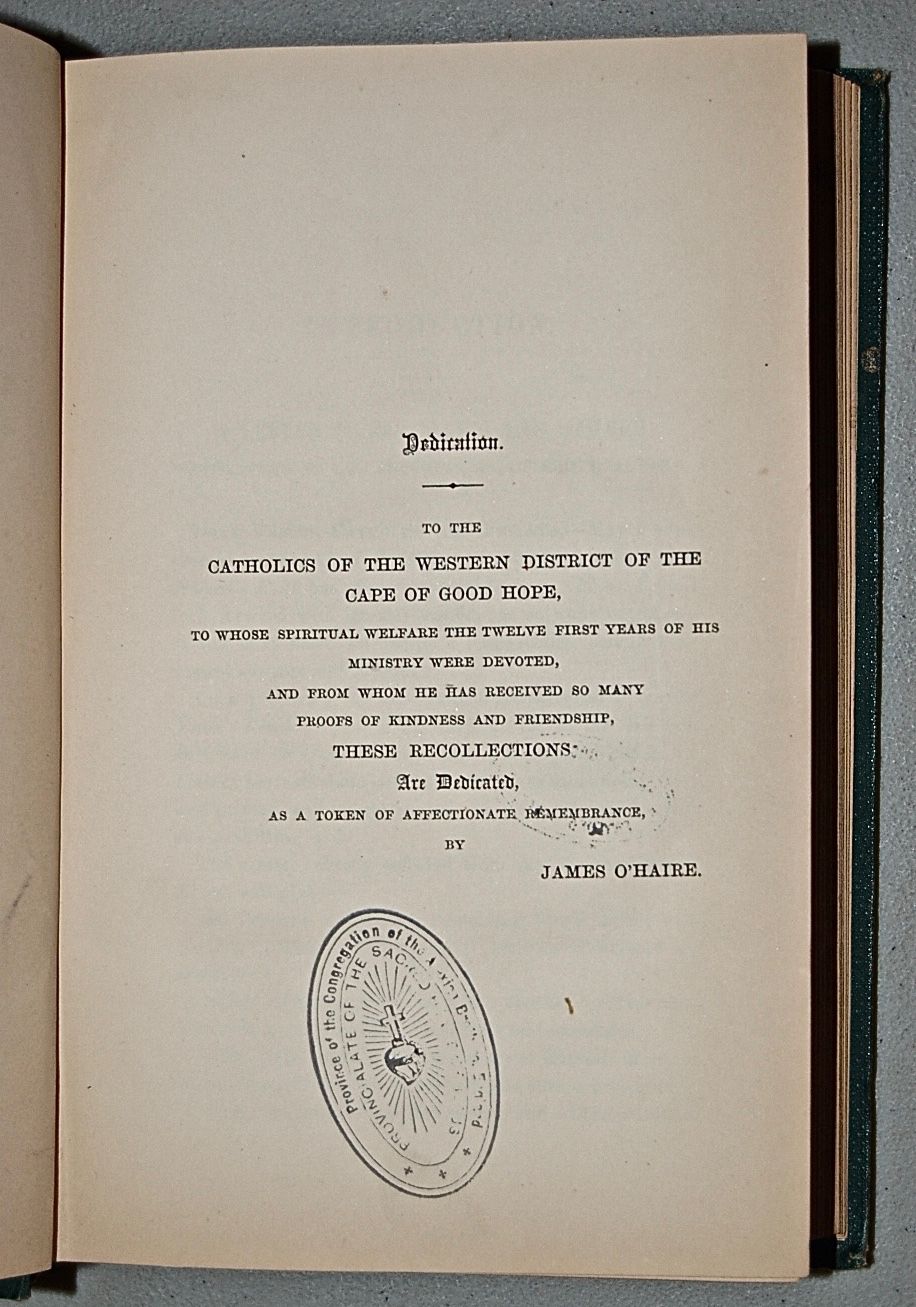 Dedication.
TO THE
CATHOLICS OF THE WESTERN DISTRICT OF THE
CAPE OF GOOD HOPE,
TO WHOSE SPIRITUAL WELFARE THE TWELVE FIRST YEARS OF HIS
MINISTRY WERE DEVOTED,
AND FROM WHOM HE HAS RECEIVED SO MANY
PROOFS OF KINDNESS AND FRIENDSHIP,
THESE RECOLLECTIONS
Are Dedicated,
AS A TOKEN OF AFFECTIONATE REMEMBRANCE,
BY
JAMES O'HAIRE.
Province of the Congregation of the
PROVINCIALATE OF THE